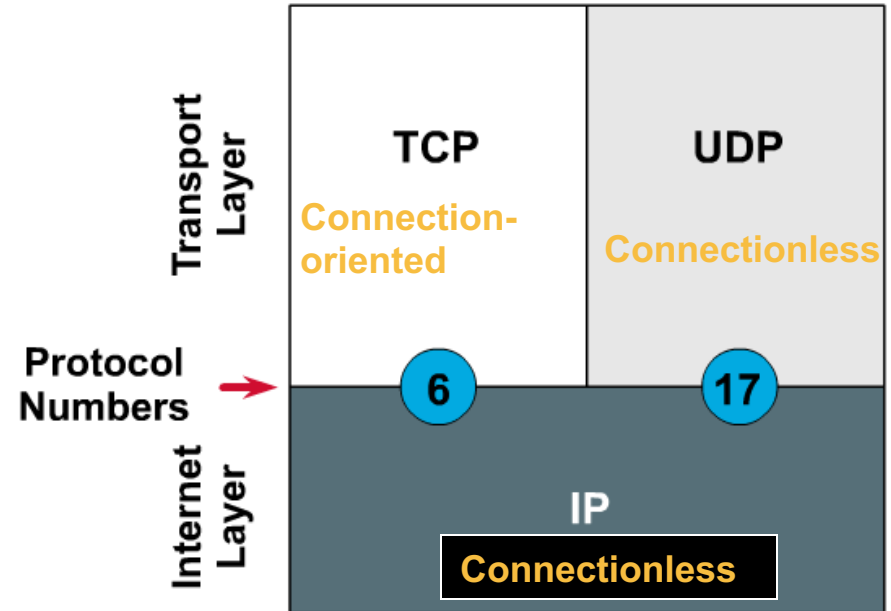 Transport
Layer
TCP
UDP
Connection-
oriented
Connectionless
Protocol
Numbers
6
17
Internet
Layer
IP
Connectionless